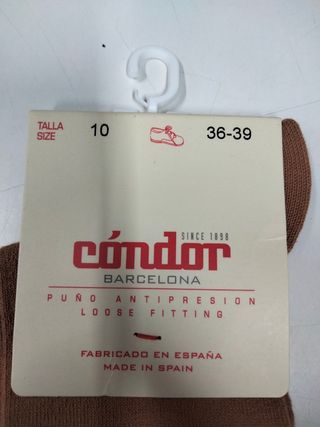 TALLA 10 36-39
SIZE
SINCE 1898
cóndor
BARCELONA
PUÑO ANTIPRESION
LOOSE FITTING
FABRICADO EN ESPAÑA
MADE IN SPAIN